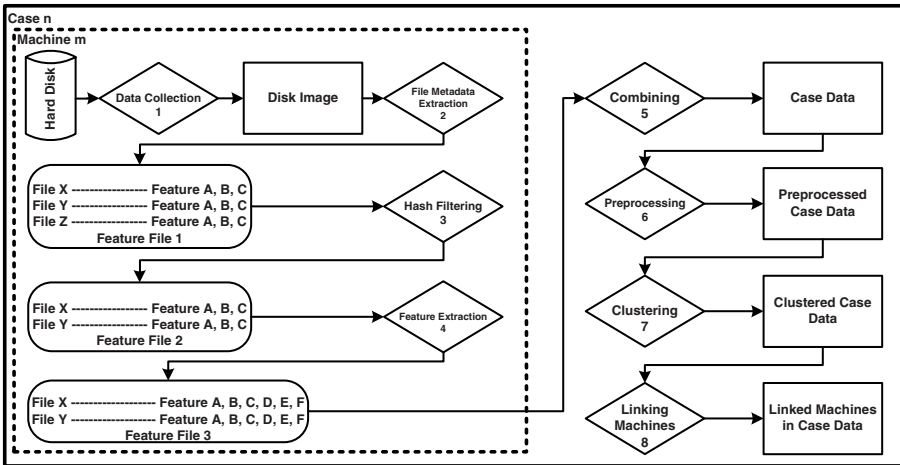 Case n
Machine m
Hard Disk
Data Collection
1
Disk Image
File Metadata
Extraction
2
File X ----------------- Feature A, B, C
File Y ----------------- Feature A, B, C
File Z ----------------- Feature A, B, C
Feature File 1
Hash Filtering
3
File X ----------------- Feature A, B, C
File Y ----------------- Feature A, B, C
Feature File 2
Feature Extraction
4
File X ------------------- Feature A, B, C, D, E, F
File Y ------------------- Feature A, B, C, D, E, F
Feature File 3
Combining
5
Case Data
Preprocessing
6
Preprocessed
Case Data
Clustering
7
Clustered Case
Data
Linking
Machines
8
Linked Machines
in Case Data